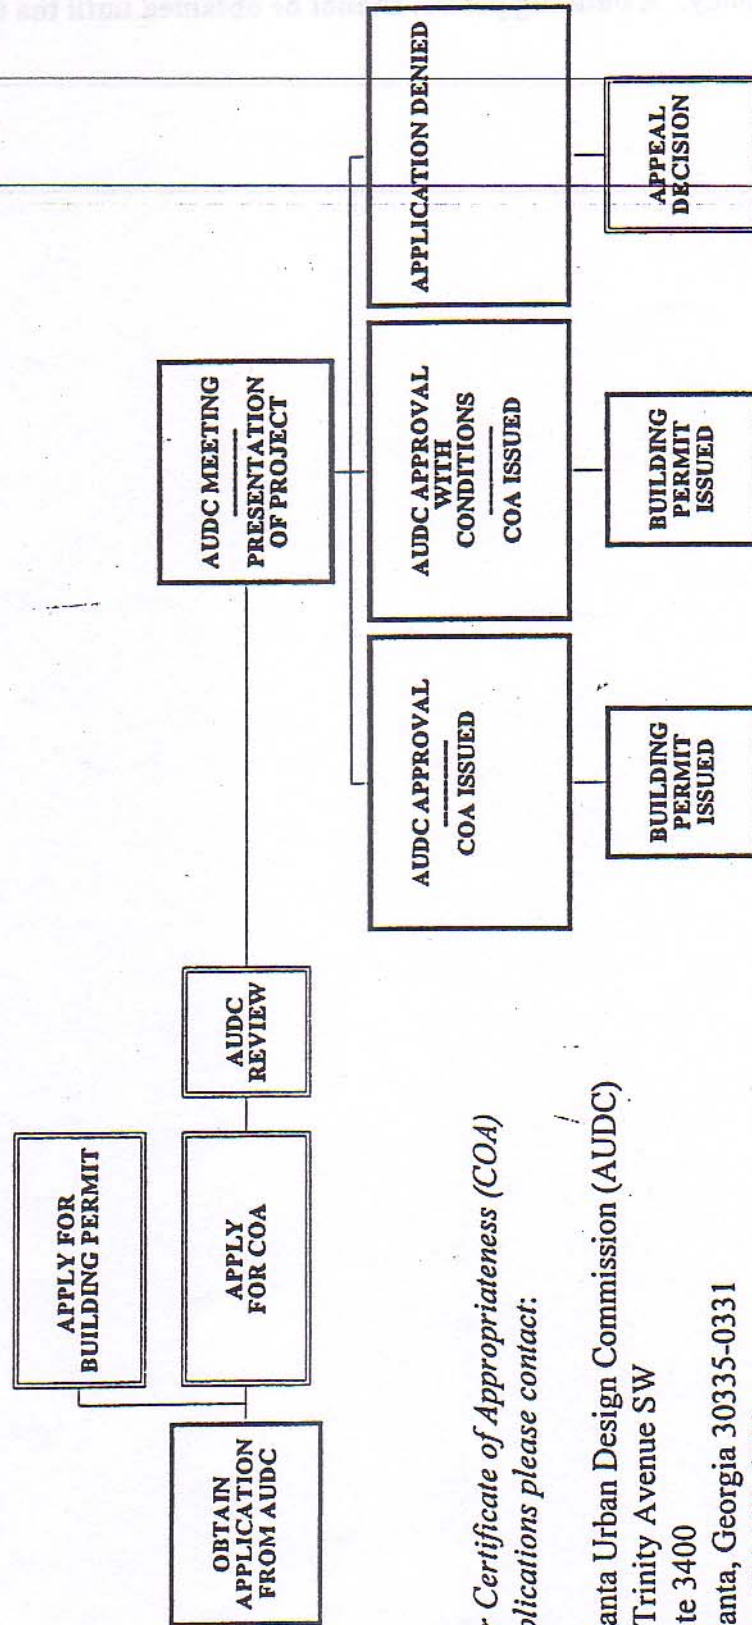 OBTAIN
APPLICATION
FROM AUDC
APPLY FOR
BUILDING PERMIT
APPLY
FOR COA
AUDC
REVIEW
AUDC MEETING
PRESENTATION
OF PROJECT
AUDC APPROVAL
COA ISSUED
AUDC APPROVAL
WITH
CONDITIONS
COA ISSUED
APPLICATION DENIED
BUILDING
PERMIT
ISSUED
BUILDING
PERMIT
ISSUED
APPEAL
DECISION
r Certificate of Appropriateness (COA)
plications please contact:
anta Urban Design Commission (AUDC)
Trinity Avenue SW
te 3400
anta, Georgia 30335-0331